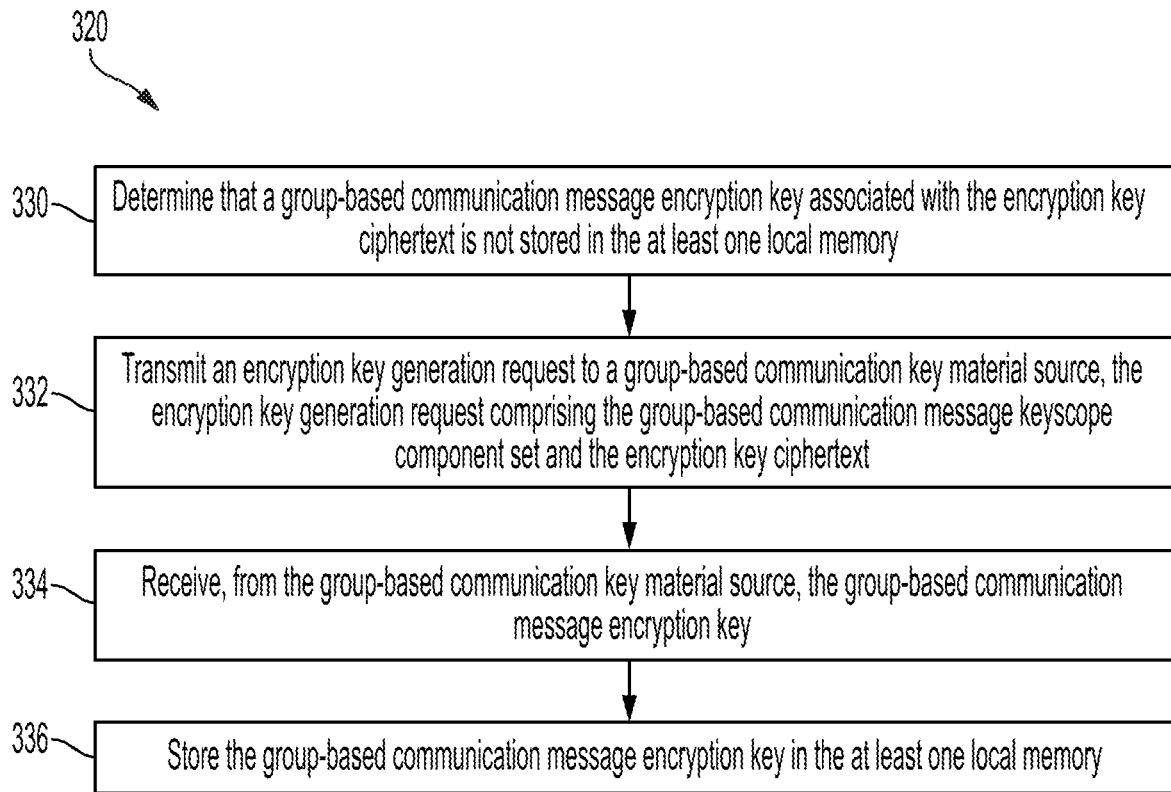 320
330
Determine that a group-based communication message encryption key associated with the encryption key
ciphertext is not stored in the at least one local memory
332
Transmit an encryption key generation request to a group-based communication key material source, the
encryption key generation request comprising the group-based communication message keyscope
component set and the encryption key ciphertext
334
Receive, from the group-based communication key material source, the group-based communication
message encryption key
336
Store the group-based communication message encryption key in the at least one local memory